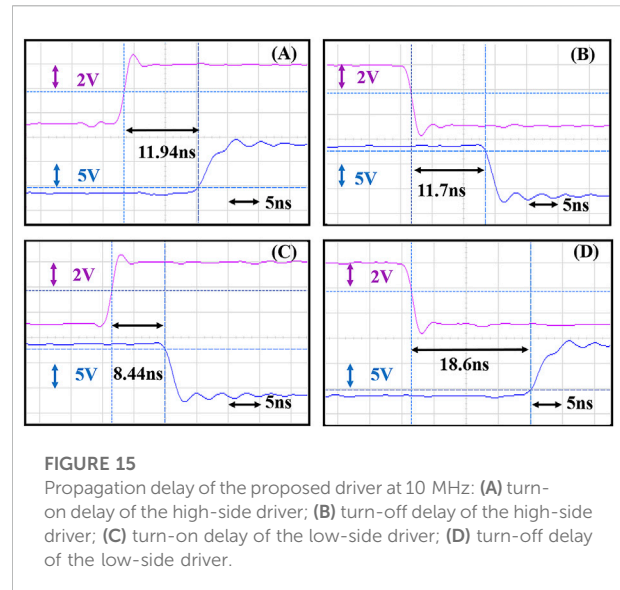 (A)
2V
11.94ns
5V
5ns
(B)
2V
11.7ns
5V
5ns
(C)
2V
8.44ns
5V
5ns
(D)
2V
18.6ns
5V
5ns
FIGURE 15
Propagation delay of the proposed driver at 10 MHz: (A) turn-
on delay of the high-side driver; (B) turn-off delay of the high-side
driver; (C) turn-on delay of the low-side driver; (D) turn-off delay
of the low-side driver.